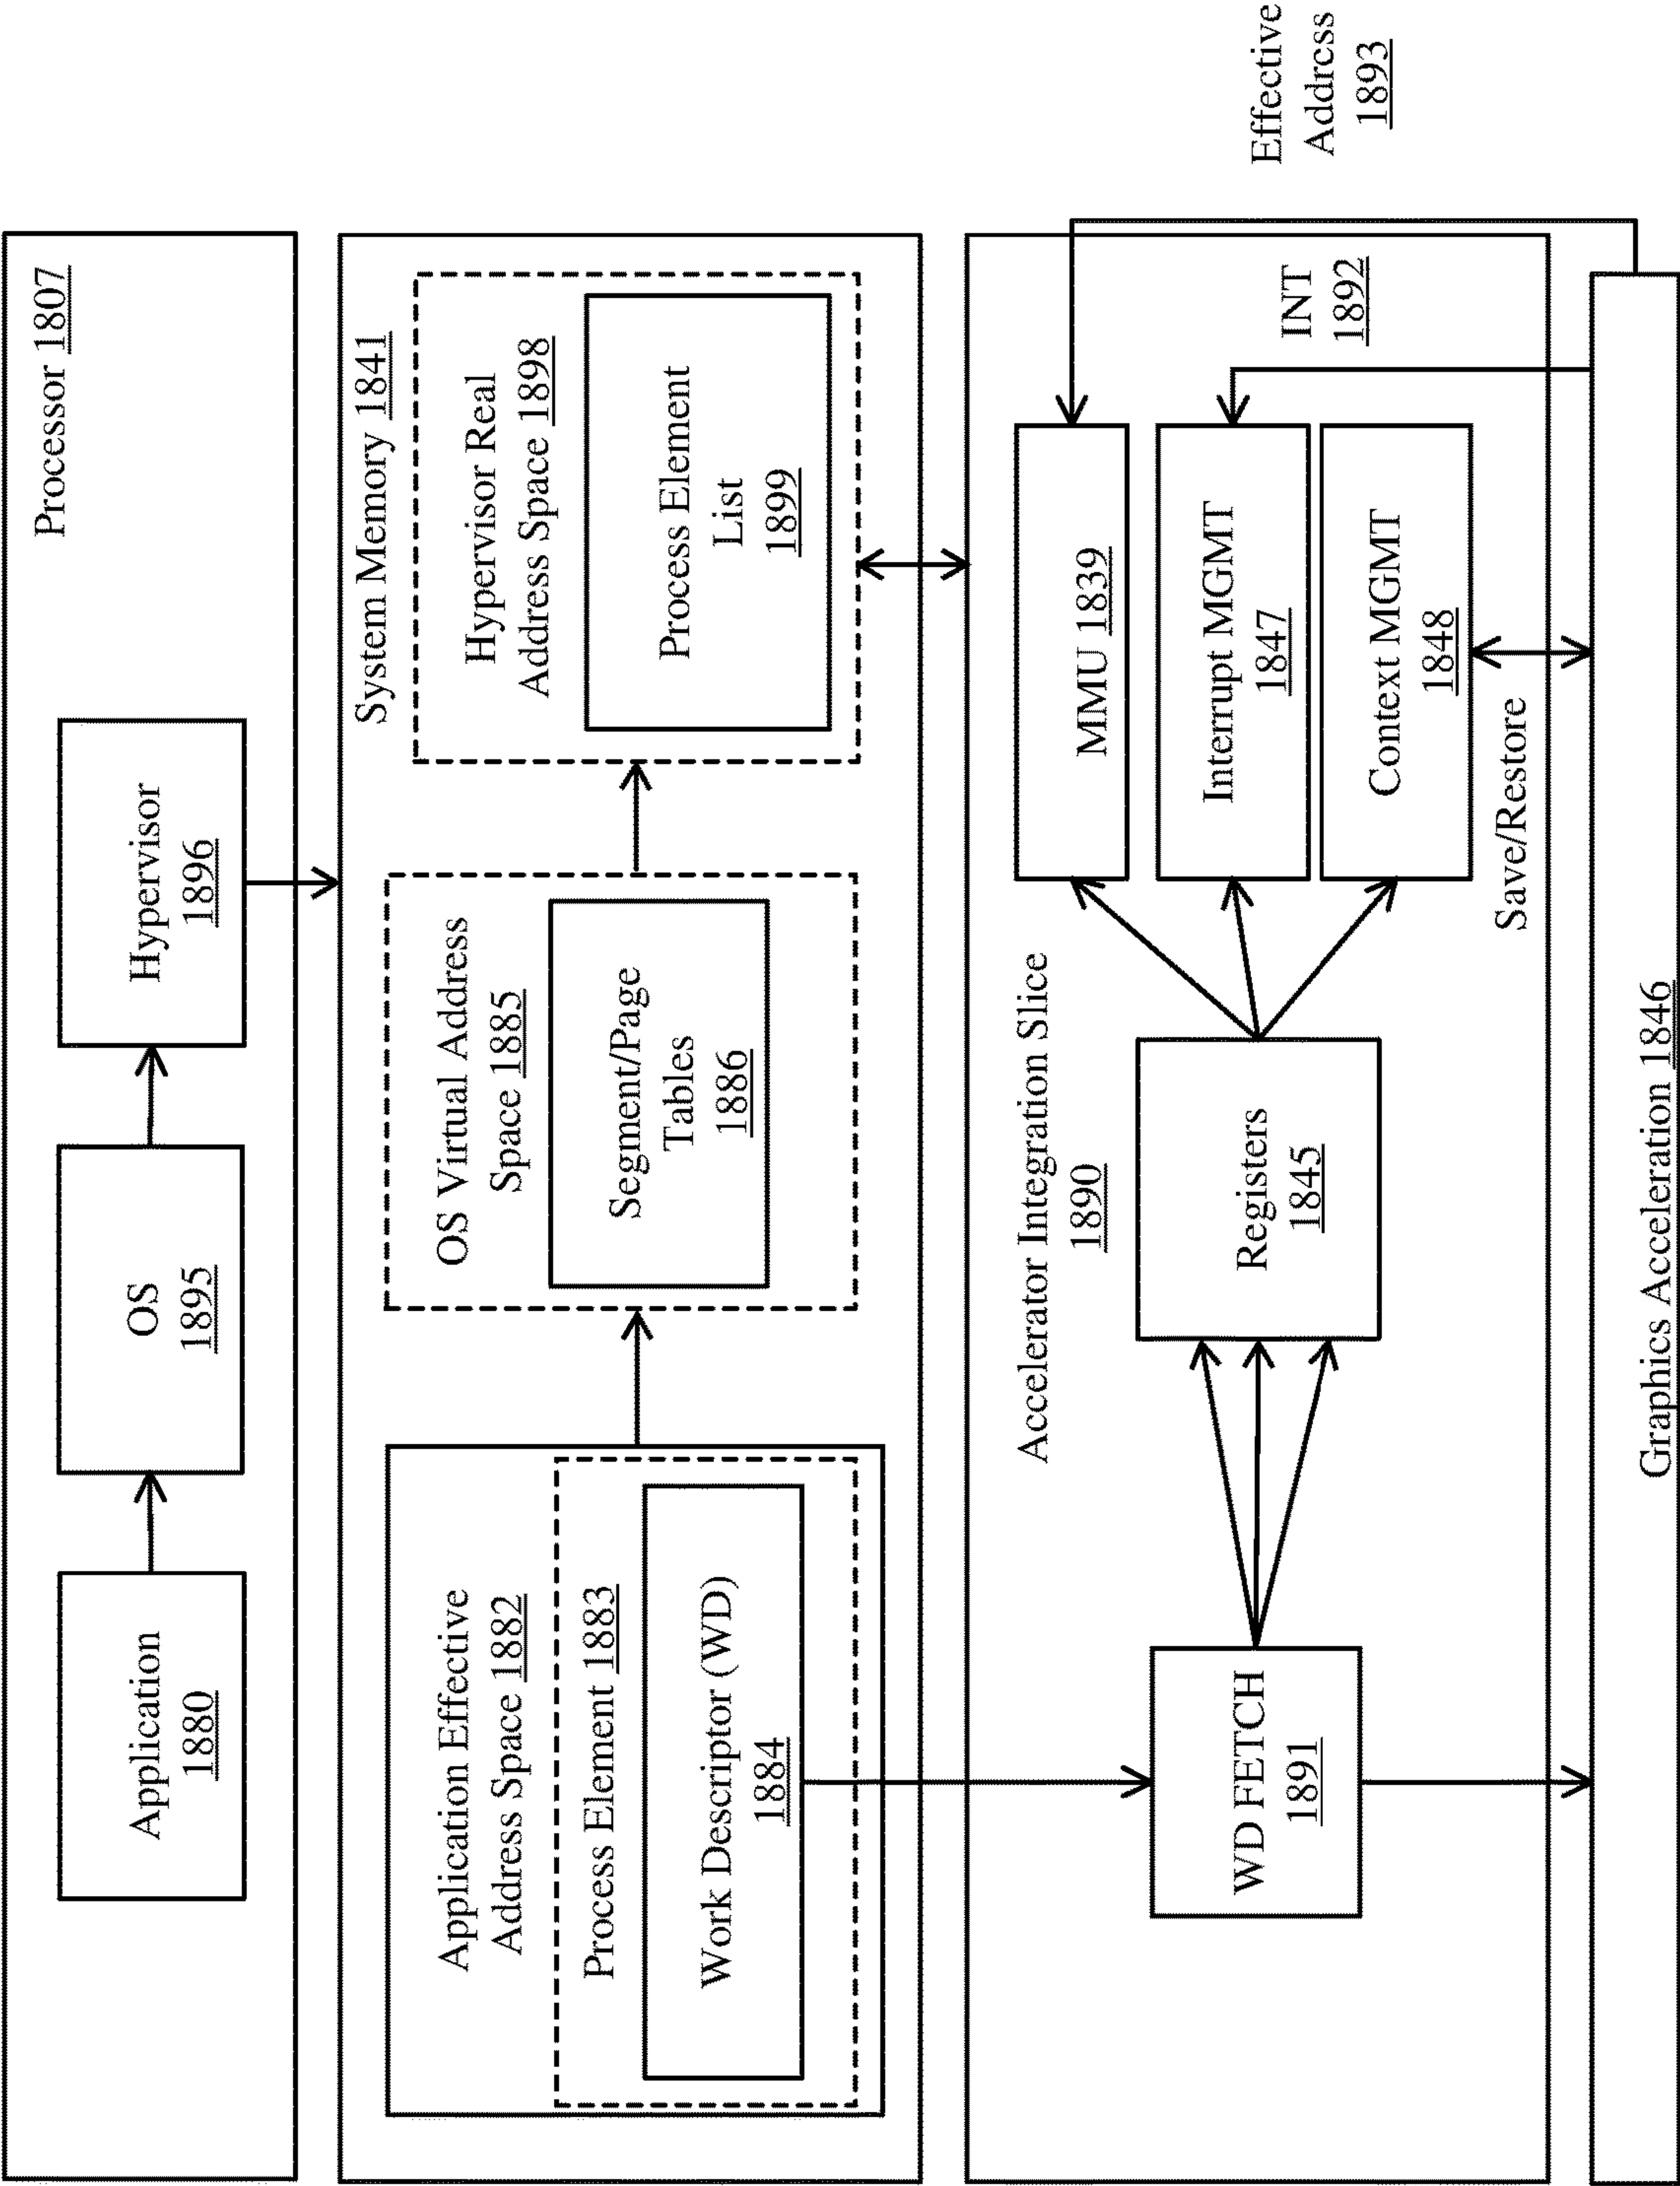 Processor 1807
Application
1880
OS
1895
Hypervisor
1896
System Memory 1841
Application Effective
Address Space 1882
Process Element 1883
Work Descriptor (WD)
1884
OS Virtual Address
Space 1885
Segment/Page
Tables
1886
Hypervisor Real
Address Space 1898
Process Element
List
1899
Accelerator Integration Slice
1890
WD FETCH
1891
Registers
1845
MMU 1839
Interrupt MGMT
1847
Context MGMT
1848
Save/Restore
INT
1892
Effective
Address
1893
Graphics Acceleration 1846